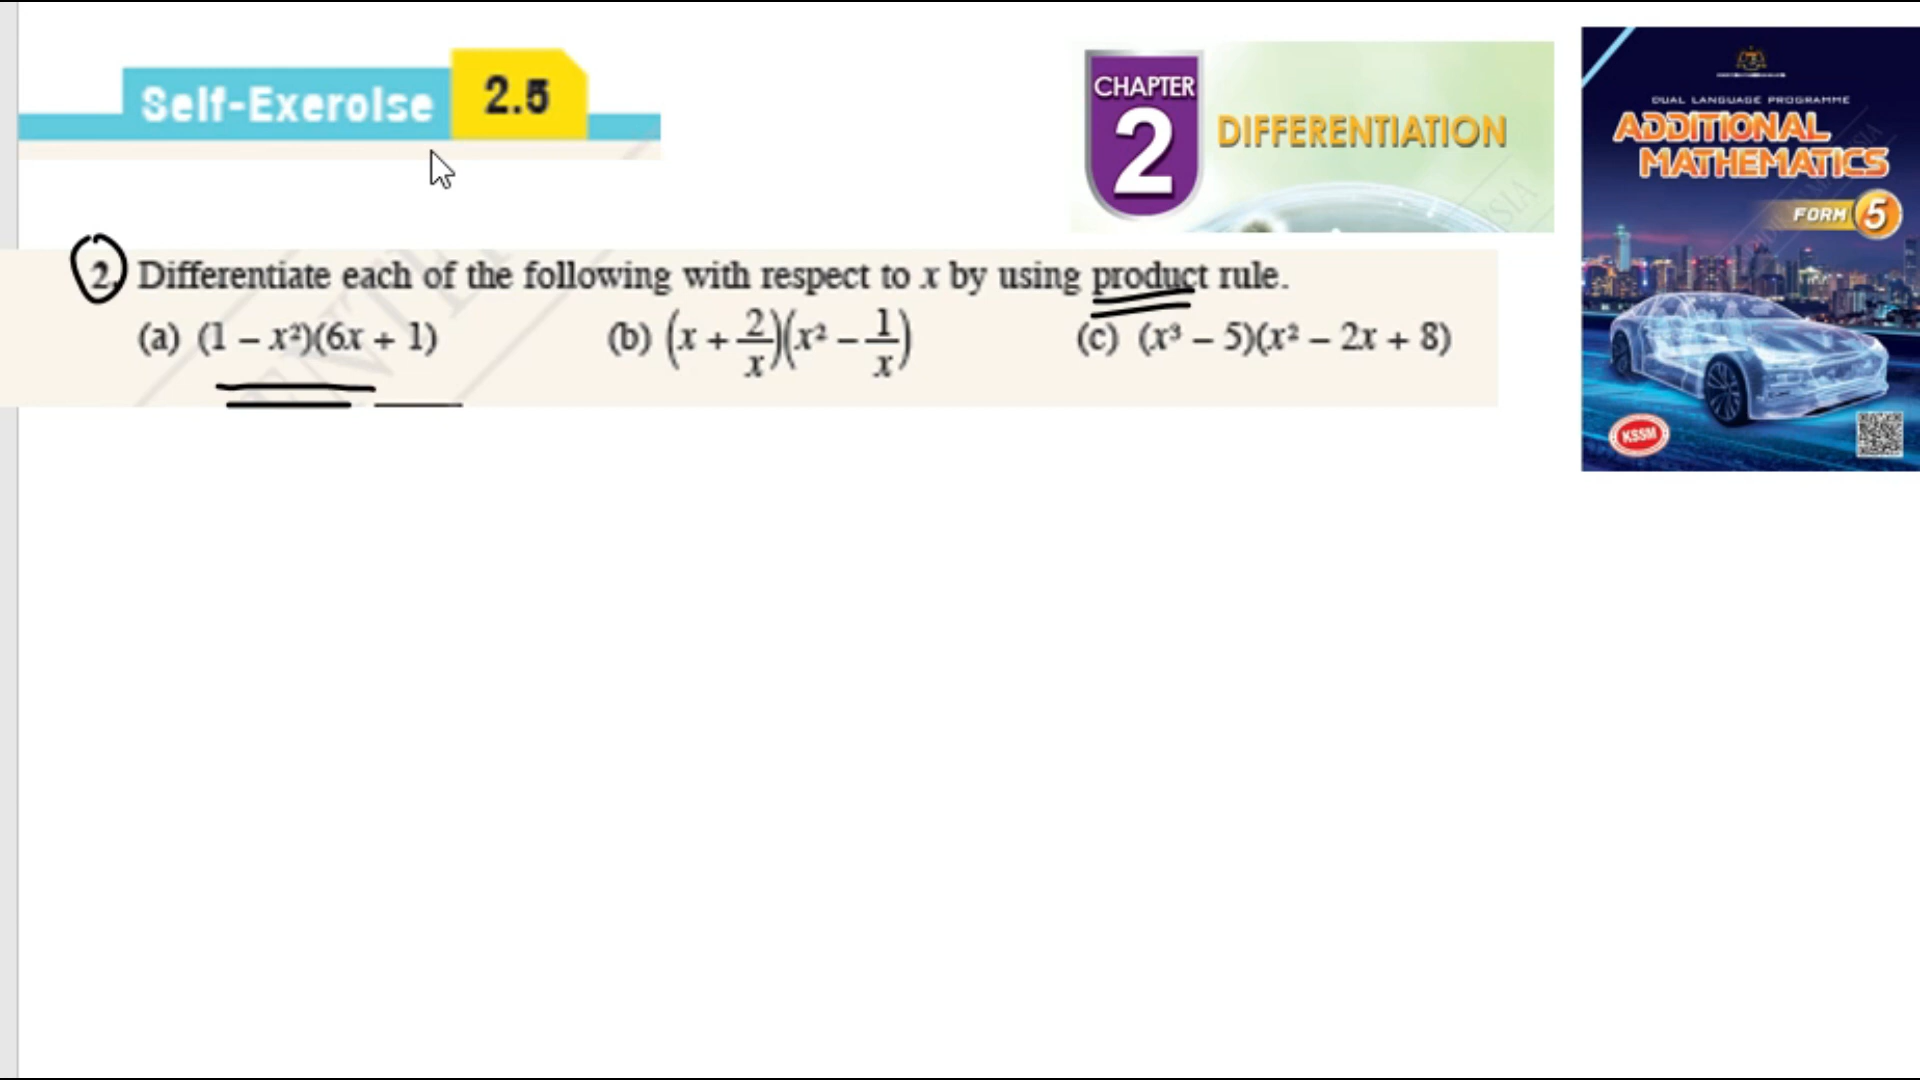 Self-Exercise 2.5
CHAPTER
2
DIFFERENTIATION
DUAL LANGUAGE PROGRAMME
ADDITIONAL
MATHEMATICS
FORM 5
KSSM
2. Differentiate each of the following with respect to x by using product rule.
(a) (1 – x²)(6x + 1) (b) (x + 2/x)(x² – 1/x) (c) (x³ – 5)(x² – 2x + 8)